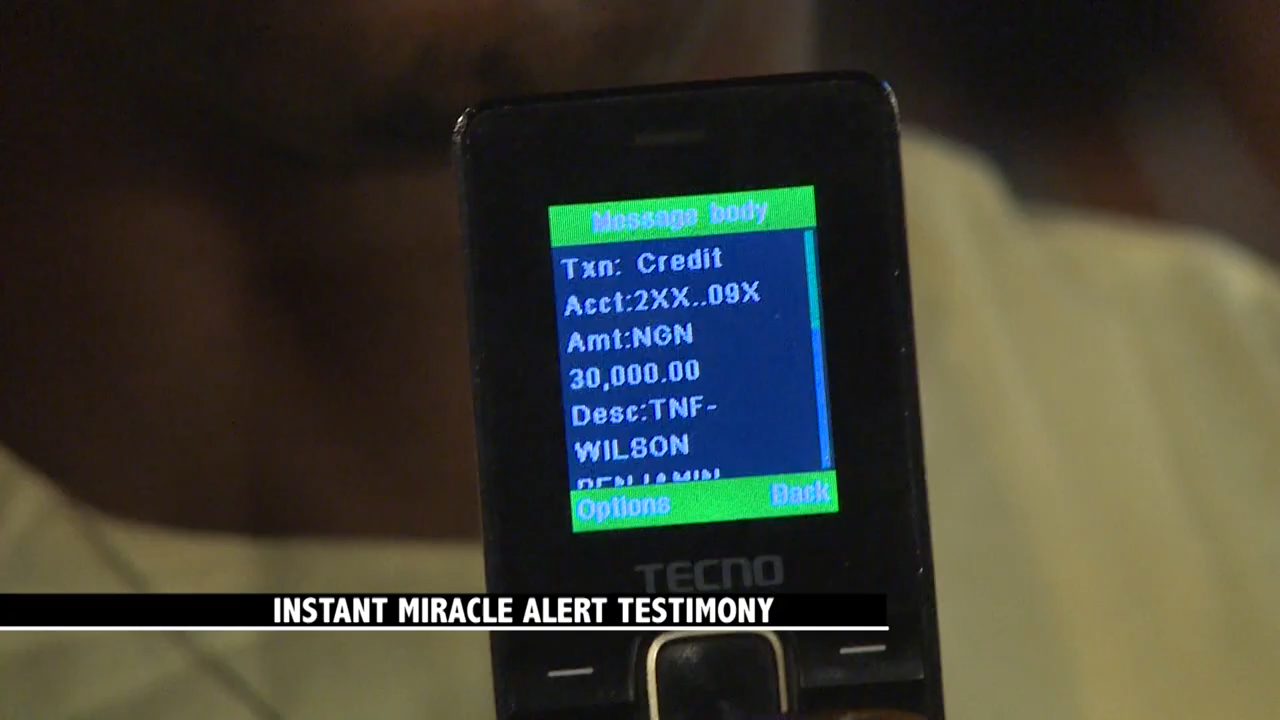 Message body
Txn: Credit
Acct:2XX..09X
Amt:NGN
30,000.00
Desc:TNF-
WILSON
BENJAMIN
Options Back
TECNO
INSTANT MIRACLE ALERT TESTIMONY